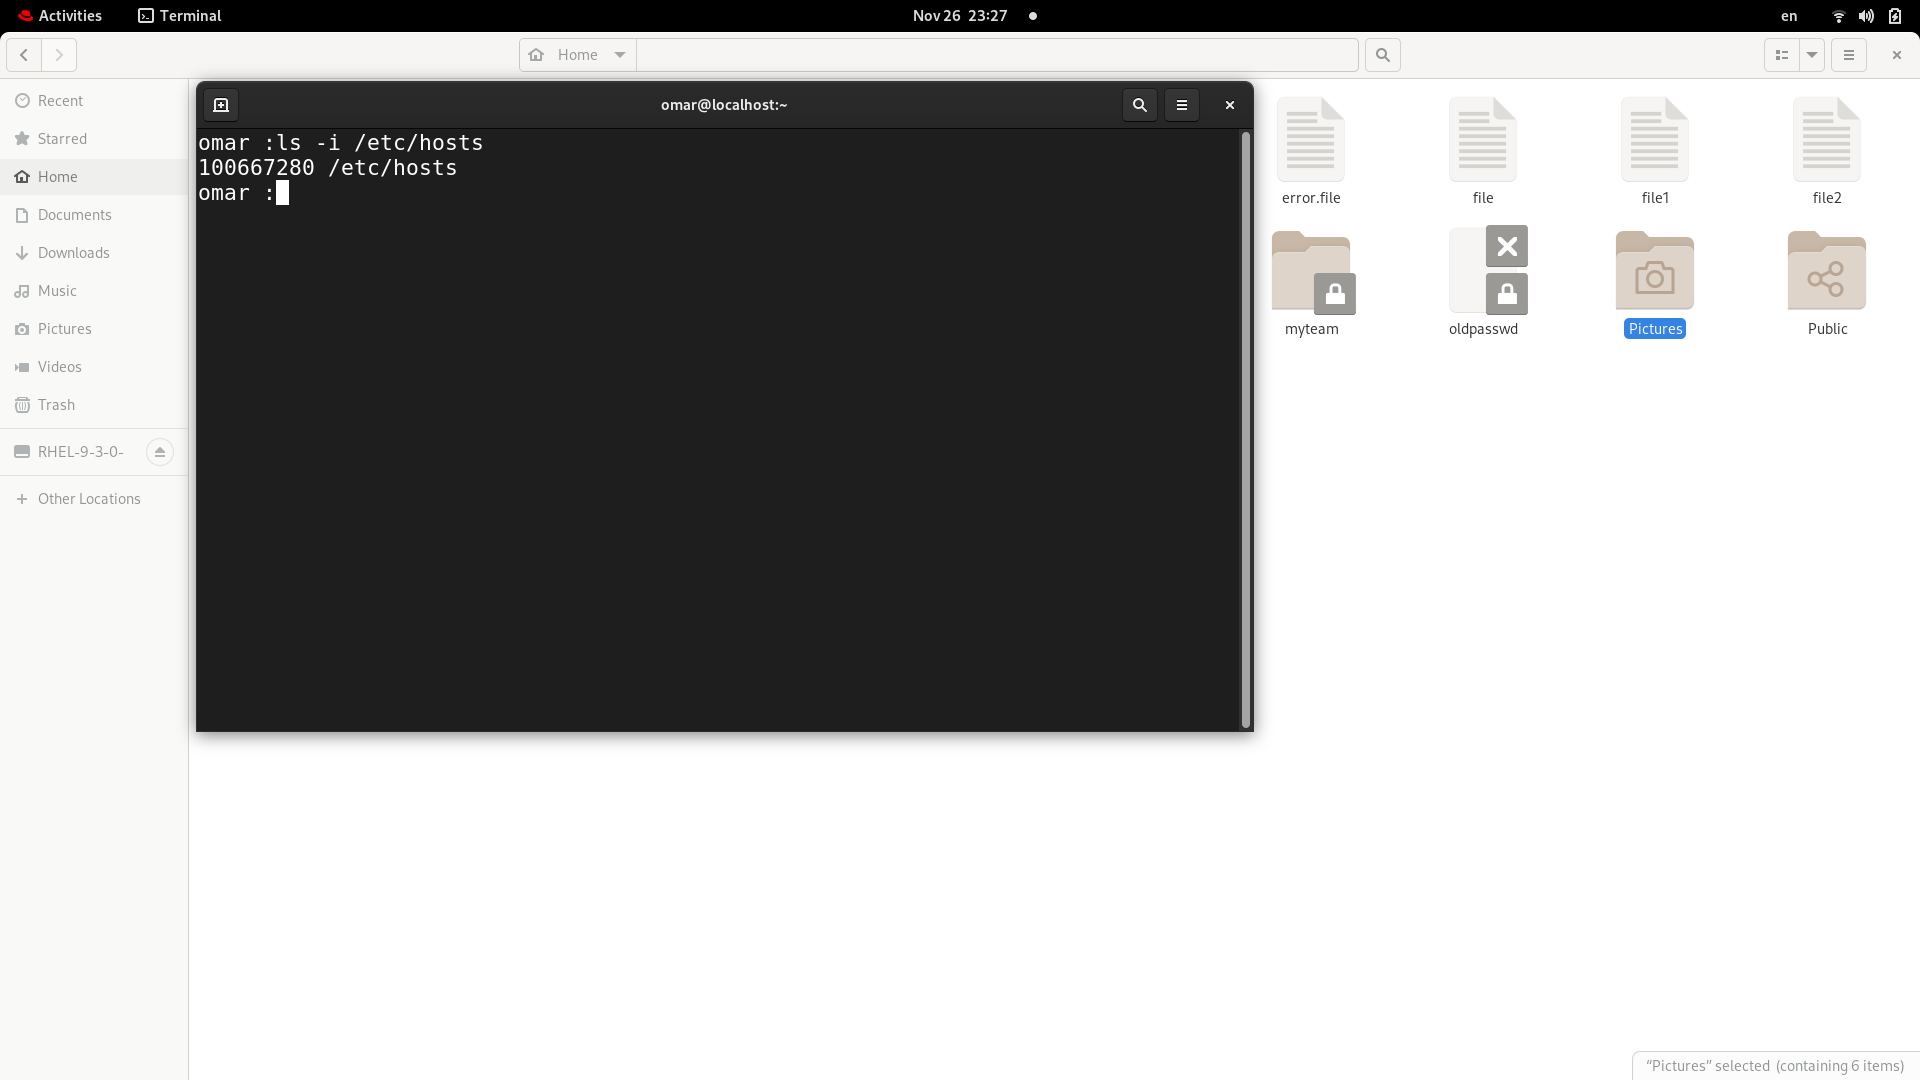 Activities
Terminal
Nov 26 23:27
en
Home
Recent
Starred
Home
Documents
Downloads
Music
Pictures
Videos
Trash
RHEL-9-3-0-
Other Locations
omar@localhost:~
omar :ls -i /etc/hosts
100667280 /etc/hosts
omar :
error.file
file
file1
file2
myteam
oldpasswd
Pictures
Public
“Pictures” selected (containing 6 items)